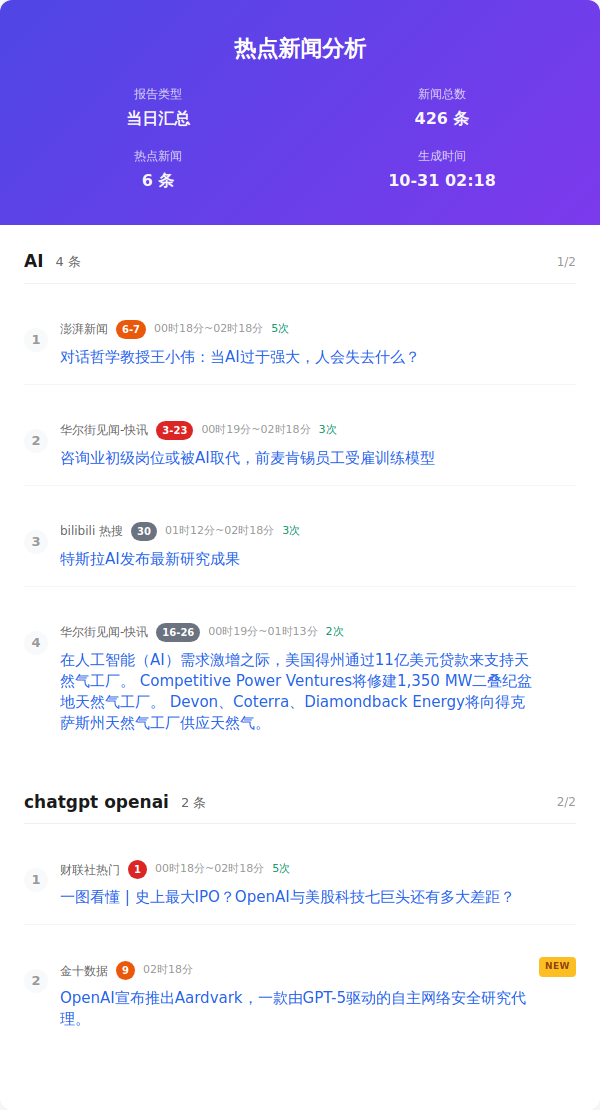 热点新闻分析
报告类型
当日汇总
新闻总数
426 条
热点新闻
6 条
生成时间
10-31 02:18
AI 4 条 1/2
1
澎湃新闻 6-7 00时18分~02时18分 5次
对话哲学教授王小伟：当AI过于强大，人会失去什么？
2
华尔街见闻-快讯 3-23 00时19分~02时18分 3次
咨询业初级岗位或被AI取代，前麦肯锡员工受雇训练模型
3
bilibili 热搜 30 01时12分~02时18分 3次
特斯拉AI发布最新研究成果
4
华尔街见闻-快讯 16-26 00时19分~01时13分 2次
在人工智能（AI）需求激增之际，美国得州通过11亿美元贷款来支持天
然气工厂。 Competitive Power Ventures将修建1,350 MW二叠纪盆
地天然气工厂。 Devon、Coterra、Diamondback Energy将向得克
萨斯州天然气工厂供应天然气。
chatgpt openai 2 条 2/2
1
财联社热门 1 00时18分~02时18分 5次
一图看懂 | 史上最大IPO？OpenAI与美股科技七巨头还有多大差距？
2
金十数据 9 02时18分 NEW
OpenAI宣布推出Aardvark，一款由GPT-5驱动的自主网络安全研究代
理。